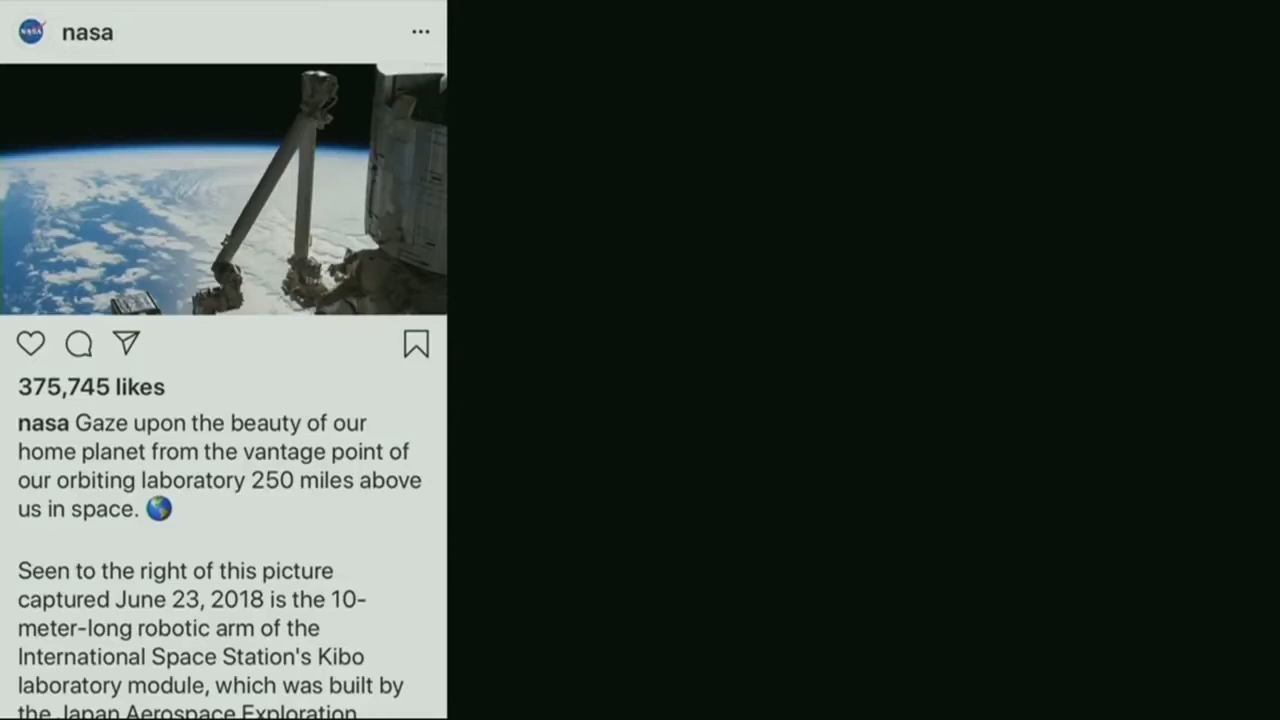 NASA
nasa
375,745 likes
nasa Gaze upon the beauty of our
home planet from the vantage point of
our orbiting laboratory 250 miles above
us in space. 🌎
Seen to the right of this picture
captured June 23, 2018 is the 10-
meter-long robotic arm of the
International Space Station's Kibo
laboratory module, which was built by
the Japan Aerospace Exploration